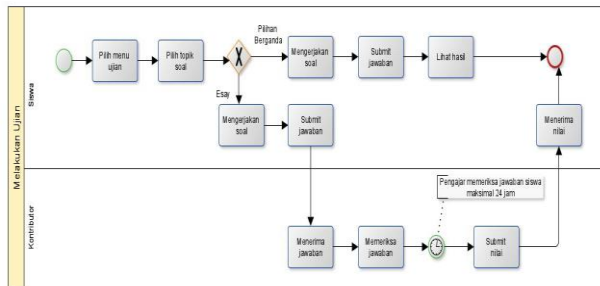 Melakukan Ujian
Siswa
Kontributor
Pilih menu
ujian
Pilih topik
soal
Pilihan
Berganda
Mengerjakan
soal
Submit
jawaban
Lihat hasil
Esay
Mengerjakan
soal
Submit
jawaban
Menerima
nilai
Pengajar memeriksa jawaban siswa
maksimal 24 jam
Menerima
jawaban
Memeriksa
jawaban
Submit
nilai